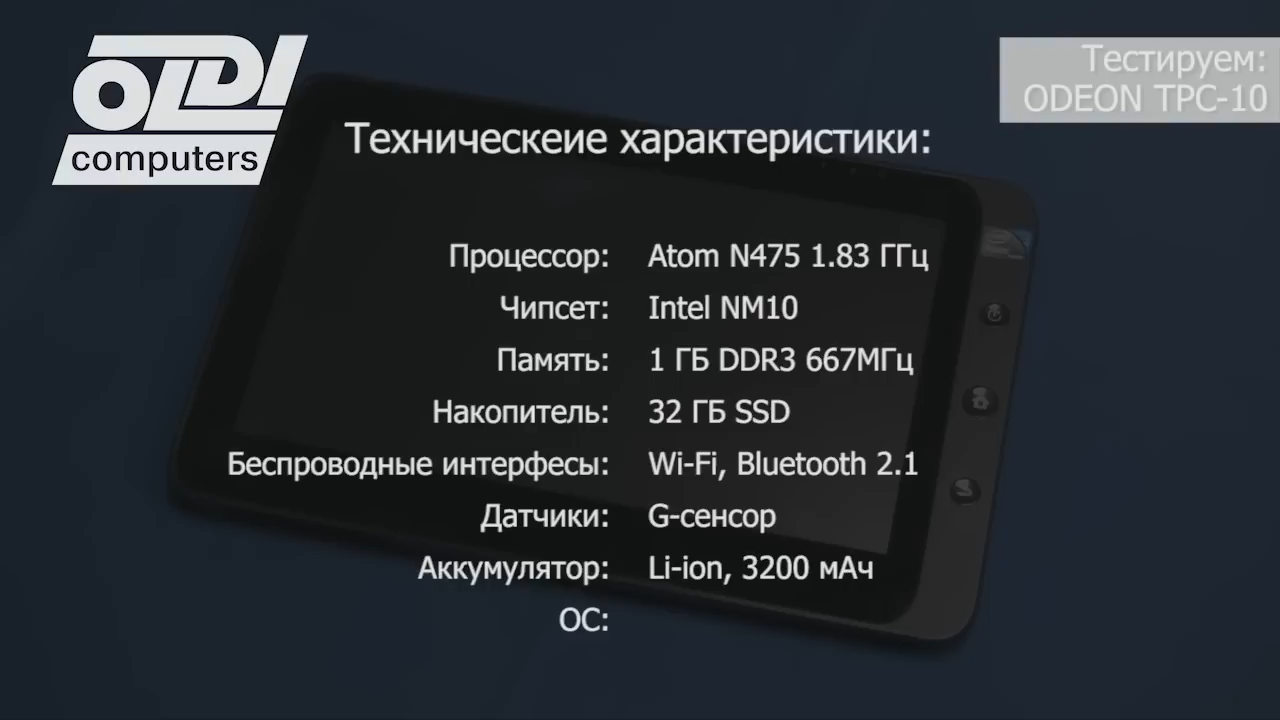 OLDI
computers
Тестируем:
ODEON TPC-10
Техническеие характеристики:
Процессор: Atom N475 1.83 ГГц
Чипсет: Intel NM10
Память: 1 ГБ DDR3 667МГц
Накопитель: 32 ГБ SSD
Беспроводные интерфесы: Wi-Fi, Bluetooth 2.1
Датчики: G-сенсор
Аккумулятор: Li-ion, 3200 мАч
ОС: